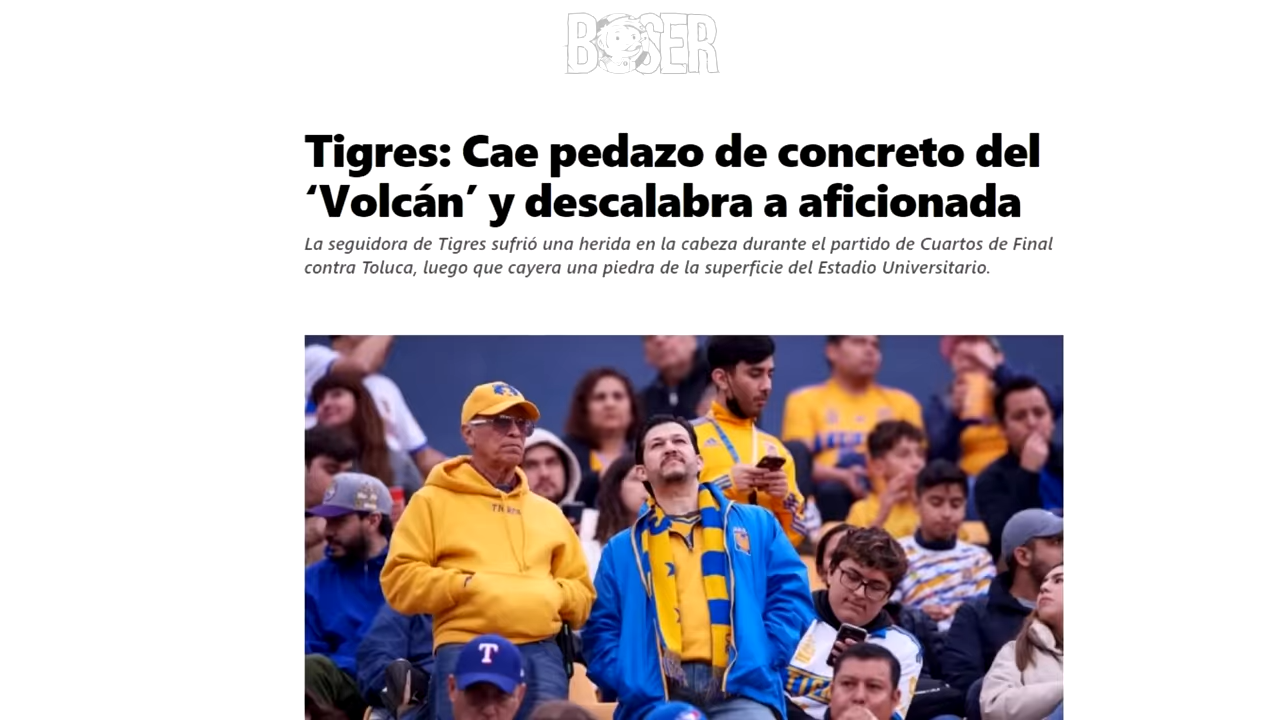 BOSER
Tigres: Cae pedazo de concreto del
‘Volcán’ y descalabra a aficionada
La seguidora de Tigres sufrió una herida en la cabeza durante el partido de Cuartos de Final
contra Toluca, luego que cayera una piedra de la superficie del Estadio Universitario.
T